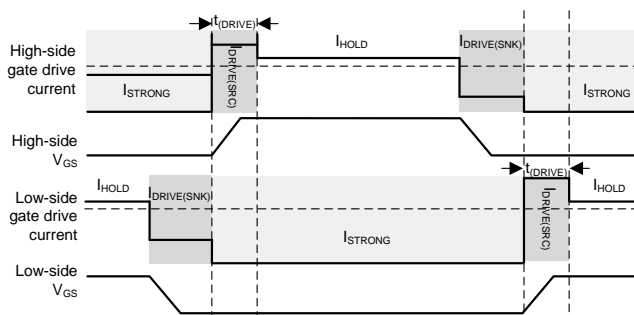 t(DRIVE)
High-side
gate drive
current
ISTRONG
IDRIVE(SRC)
IHOLD
IDRIVE(SNK)
ISTRONG
High-side
VGS
t(DRIVE)
IHOLD
Low-side
gate drive
current
IDRIVE(SNK)
ISTRONG
IDRIVE(SRC)
IHOLD
Low-side
VGS